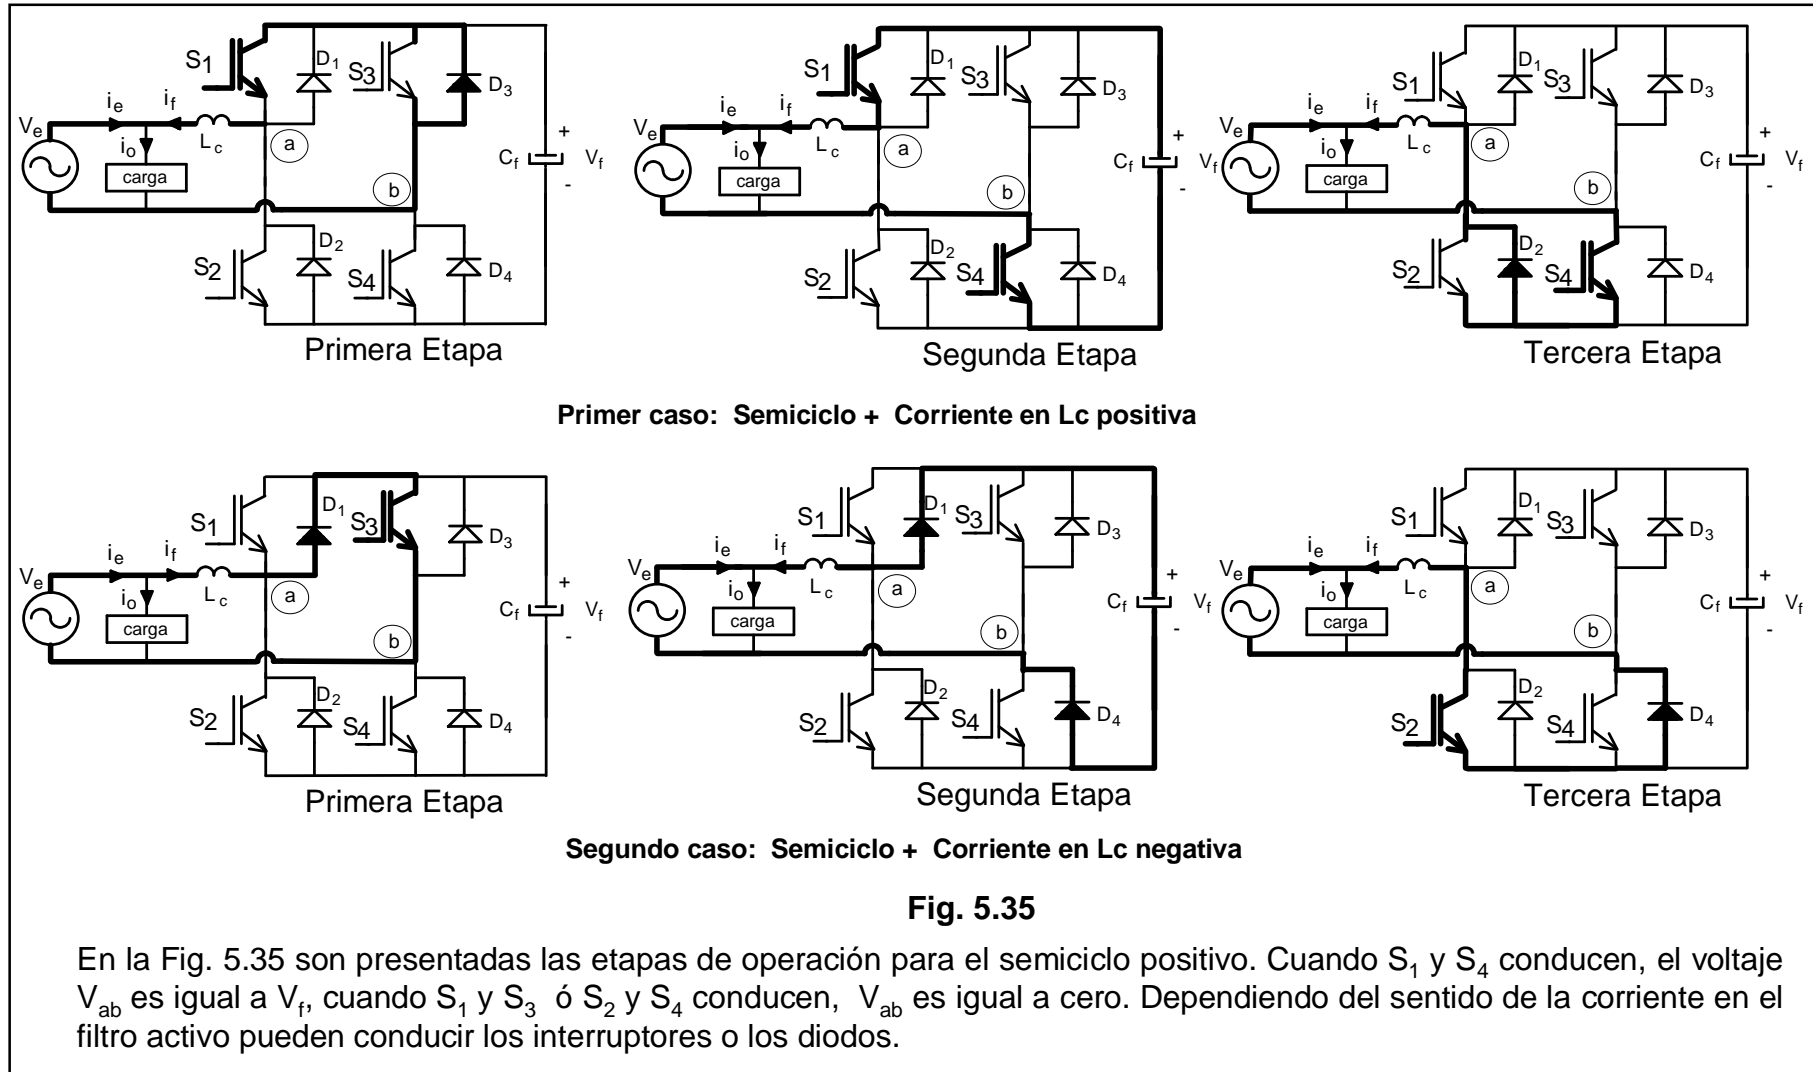 S1 D1 S3 D3
ie if
Ve Lc a
io
carga
b
Cf + Vf -
S2 D2 S4 D4
Primera Etapa
S1 D1 S3 D3
ie if
Ve Lc a
io
carga
b
Cf + Vf -
S2 D2 S4 D4
Segunda Etapa
S1 D1 S3 D3
ie if
Ve Lc a
io
carga
b
Cf + Vf -
S2 D2 S4 D4
Tercera Etapa
Primer caso: Semiciclo + Corriente en Lc positiva
S1 D1 S3 D3
ie if
Ve Lc a
io
carga
b
Cf + Vf -
S2 D2 S4 D4
Primera Etapa
S1 D1 S3 D3
ie if
Ve Lc a
io
carga
b
Cf + Vf -
S2 D2 S4 D4
Segunda Etapa
S1 D1 S3 D3
ie if
Ve Lc a
io
carga
b
Cf + Vf -
S2 D2 S4 D4
Tercera Etapa
Segundo caso: Semiciclo + Corriente en Lc negativa
Fig. 5.35
En la Fig. 5.35 son presentadas las etapas de operación para el semiciclo positivo. Cuando S1 y S4 conducen, el voltaje
Vab es igual a Vf, cuando S1 y S3 ó S2 y S4 conducen, Vab es igual a cero. Dependiendo del sentido de la corriente en el
filtro activo pueden conducir los interruptores o los diodos.